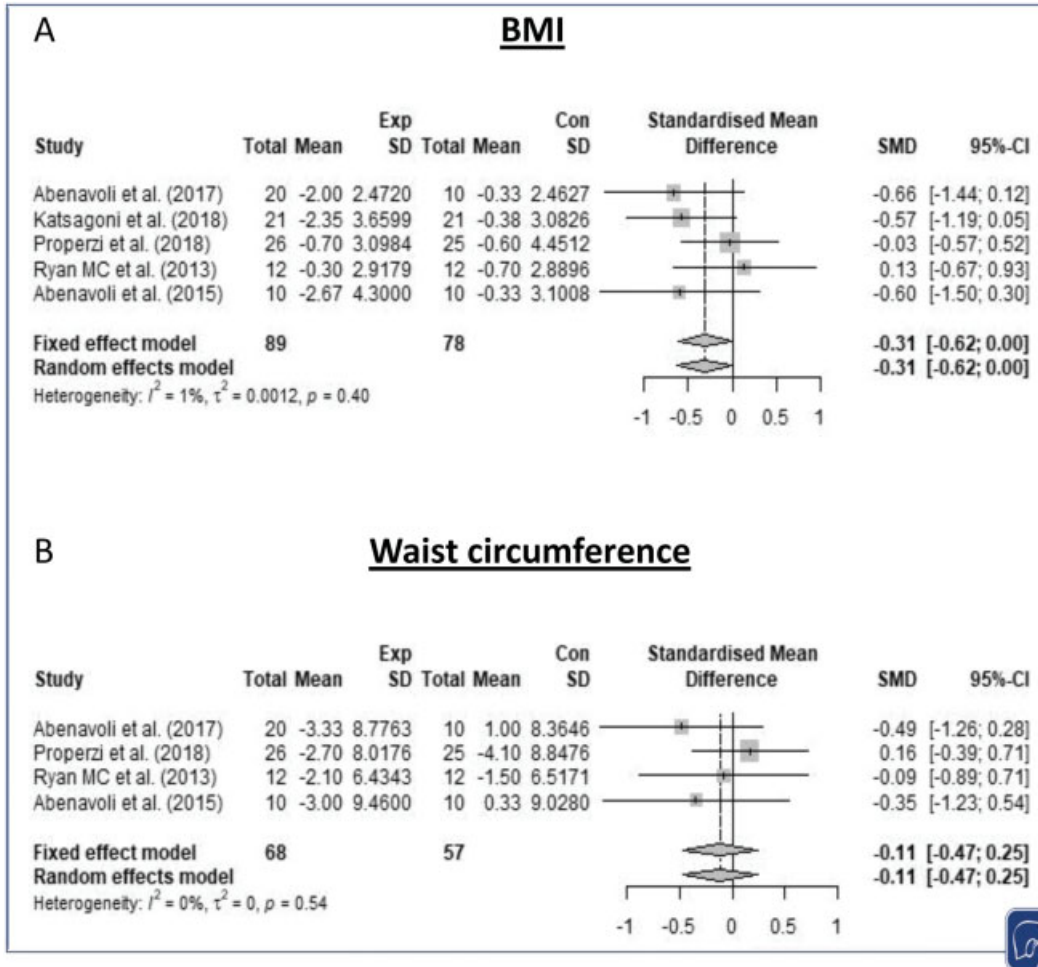 A
BMI
Exp Con Standardised Mean
Study Total Mean SD Total Mean SD Difference SMD 95%-CI
Abenavoli et al. (2017) 20 -2.00 2.4720 10 -0.33 2.4627 -0.66 [-1.44; 0.12]
Katsagoni et al. (2018) 21 -2.35 3.6599 21 -0.38 3.0826 -0.57 [-1.19; 0.05]
Properzi et al. (2018) 26 -0.70 3.0984 25 -0.60 4.4512 -0.03 [-0.57; 0.52]
Ryan MC et al. (2013) 12 -0.30 2.9179 12 -0.70 2.8896 0.13 [-0.67; 0.93]
Abenavoli et al. (2015) 10 -2.67 4.3000 10 -0.33 3.1008 -0.60 [-1.50; 0.30]
Fixed effect model 89 78 -0.31 [-0.62; 0.00]
Random effects model -0.31 [-0.62; 0.00]
Heterogeneity: I² = 1%, τ² = 0.0012, p = 0.40
-1 -0.5 0 0.5 1
B
Waist circumference
Exp Con Standardised Mean
Study Total Mean SD Total Mean SD Difference SMD 95%-CI
Abenavoli et al. (2017) 20 -3.33 8.7763 10 1.00 8.3646 -0.49 [-1.26; 0.28]
Properzi et al. (2018) 26 -2.70 8.0176 25 -4.10 8.8476 0.16 [-0.39; 0.71]
Ryan MC et al. (2013) 12 -2.10 6.4343 12 -1.50 6.5171 -0.09 [-0.89; 0.71]
Abenavoli et al. (2015) 10 -3.00 9.4600 10 0.33 9.0280 -0.35 [-1.23; 0.54]
Fixed effect model 68 57 -0.11 [-0.47; 0.25]
Random effects model -0.11 [-0.47; 0.25]
Heterogeneity: I² = 0%, τ² = 0, p = 0.54
-1 -0.5 0 0.5 1